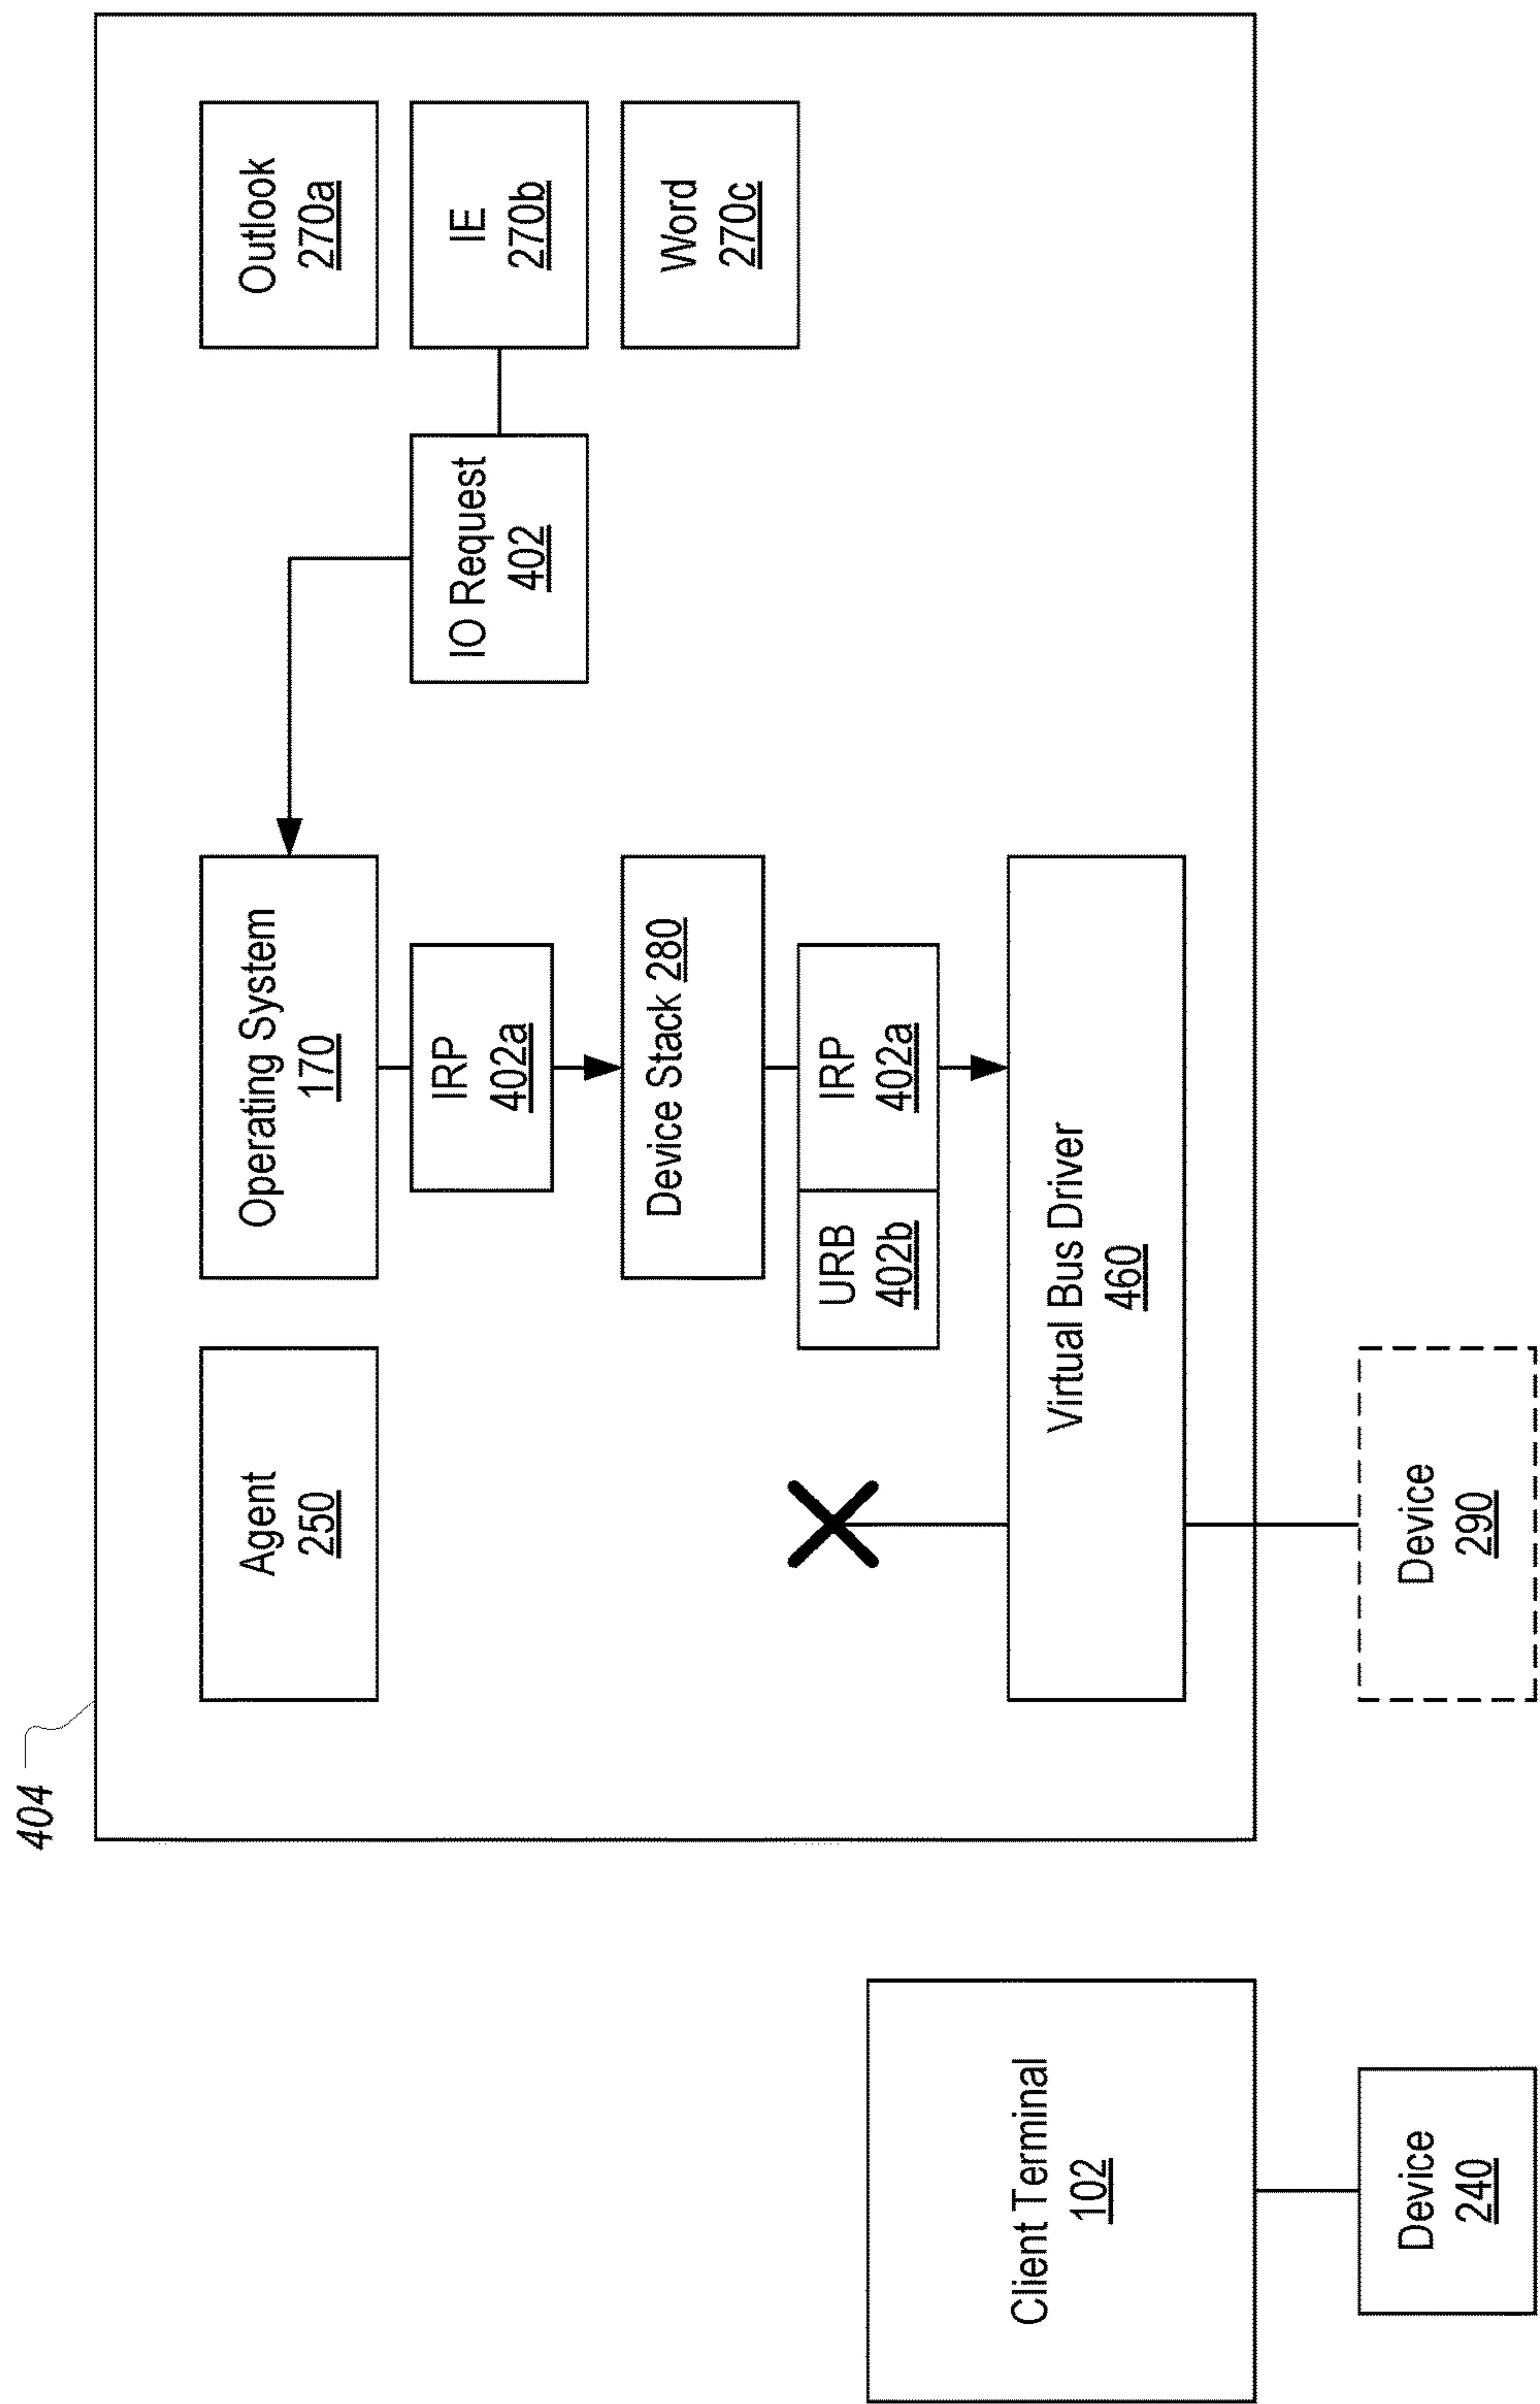 404
Agent
250
Operating System
170
Outlook
270a
IRP
402a
IO Request
402
IE
270b
Device Stack 280
Word
270c
URB
402b
IRP
402a
Client Terminal
102
Virtual Bus Driver
460
Device
240
Device
290